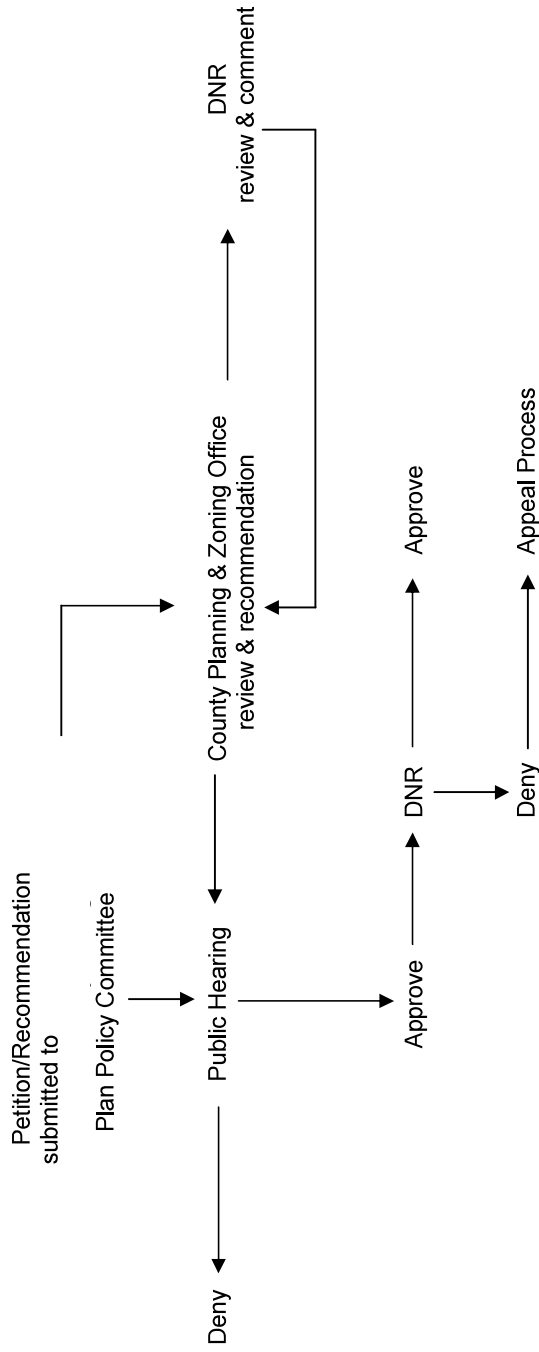 Petition/Recommendation
submitted to
Plan Policy Committee
Deny
Public Hearing
County Planning & Zoning Office
review & recommendation
DNR
review & comment
Approve
DNR
Approve
Deny
Appeal Process